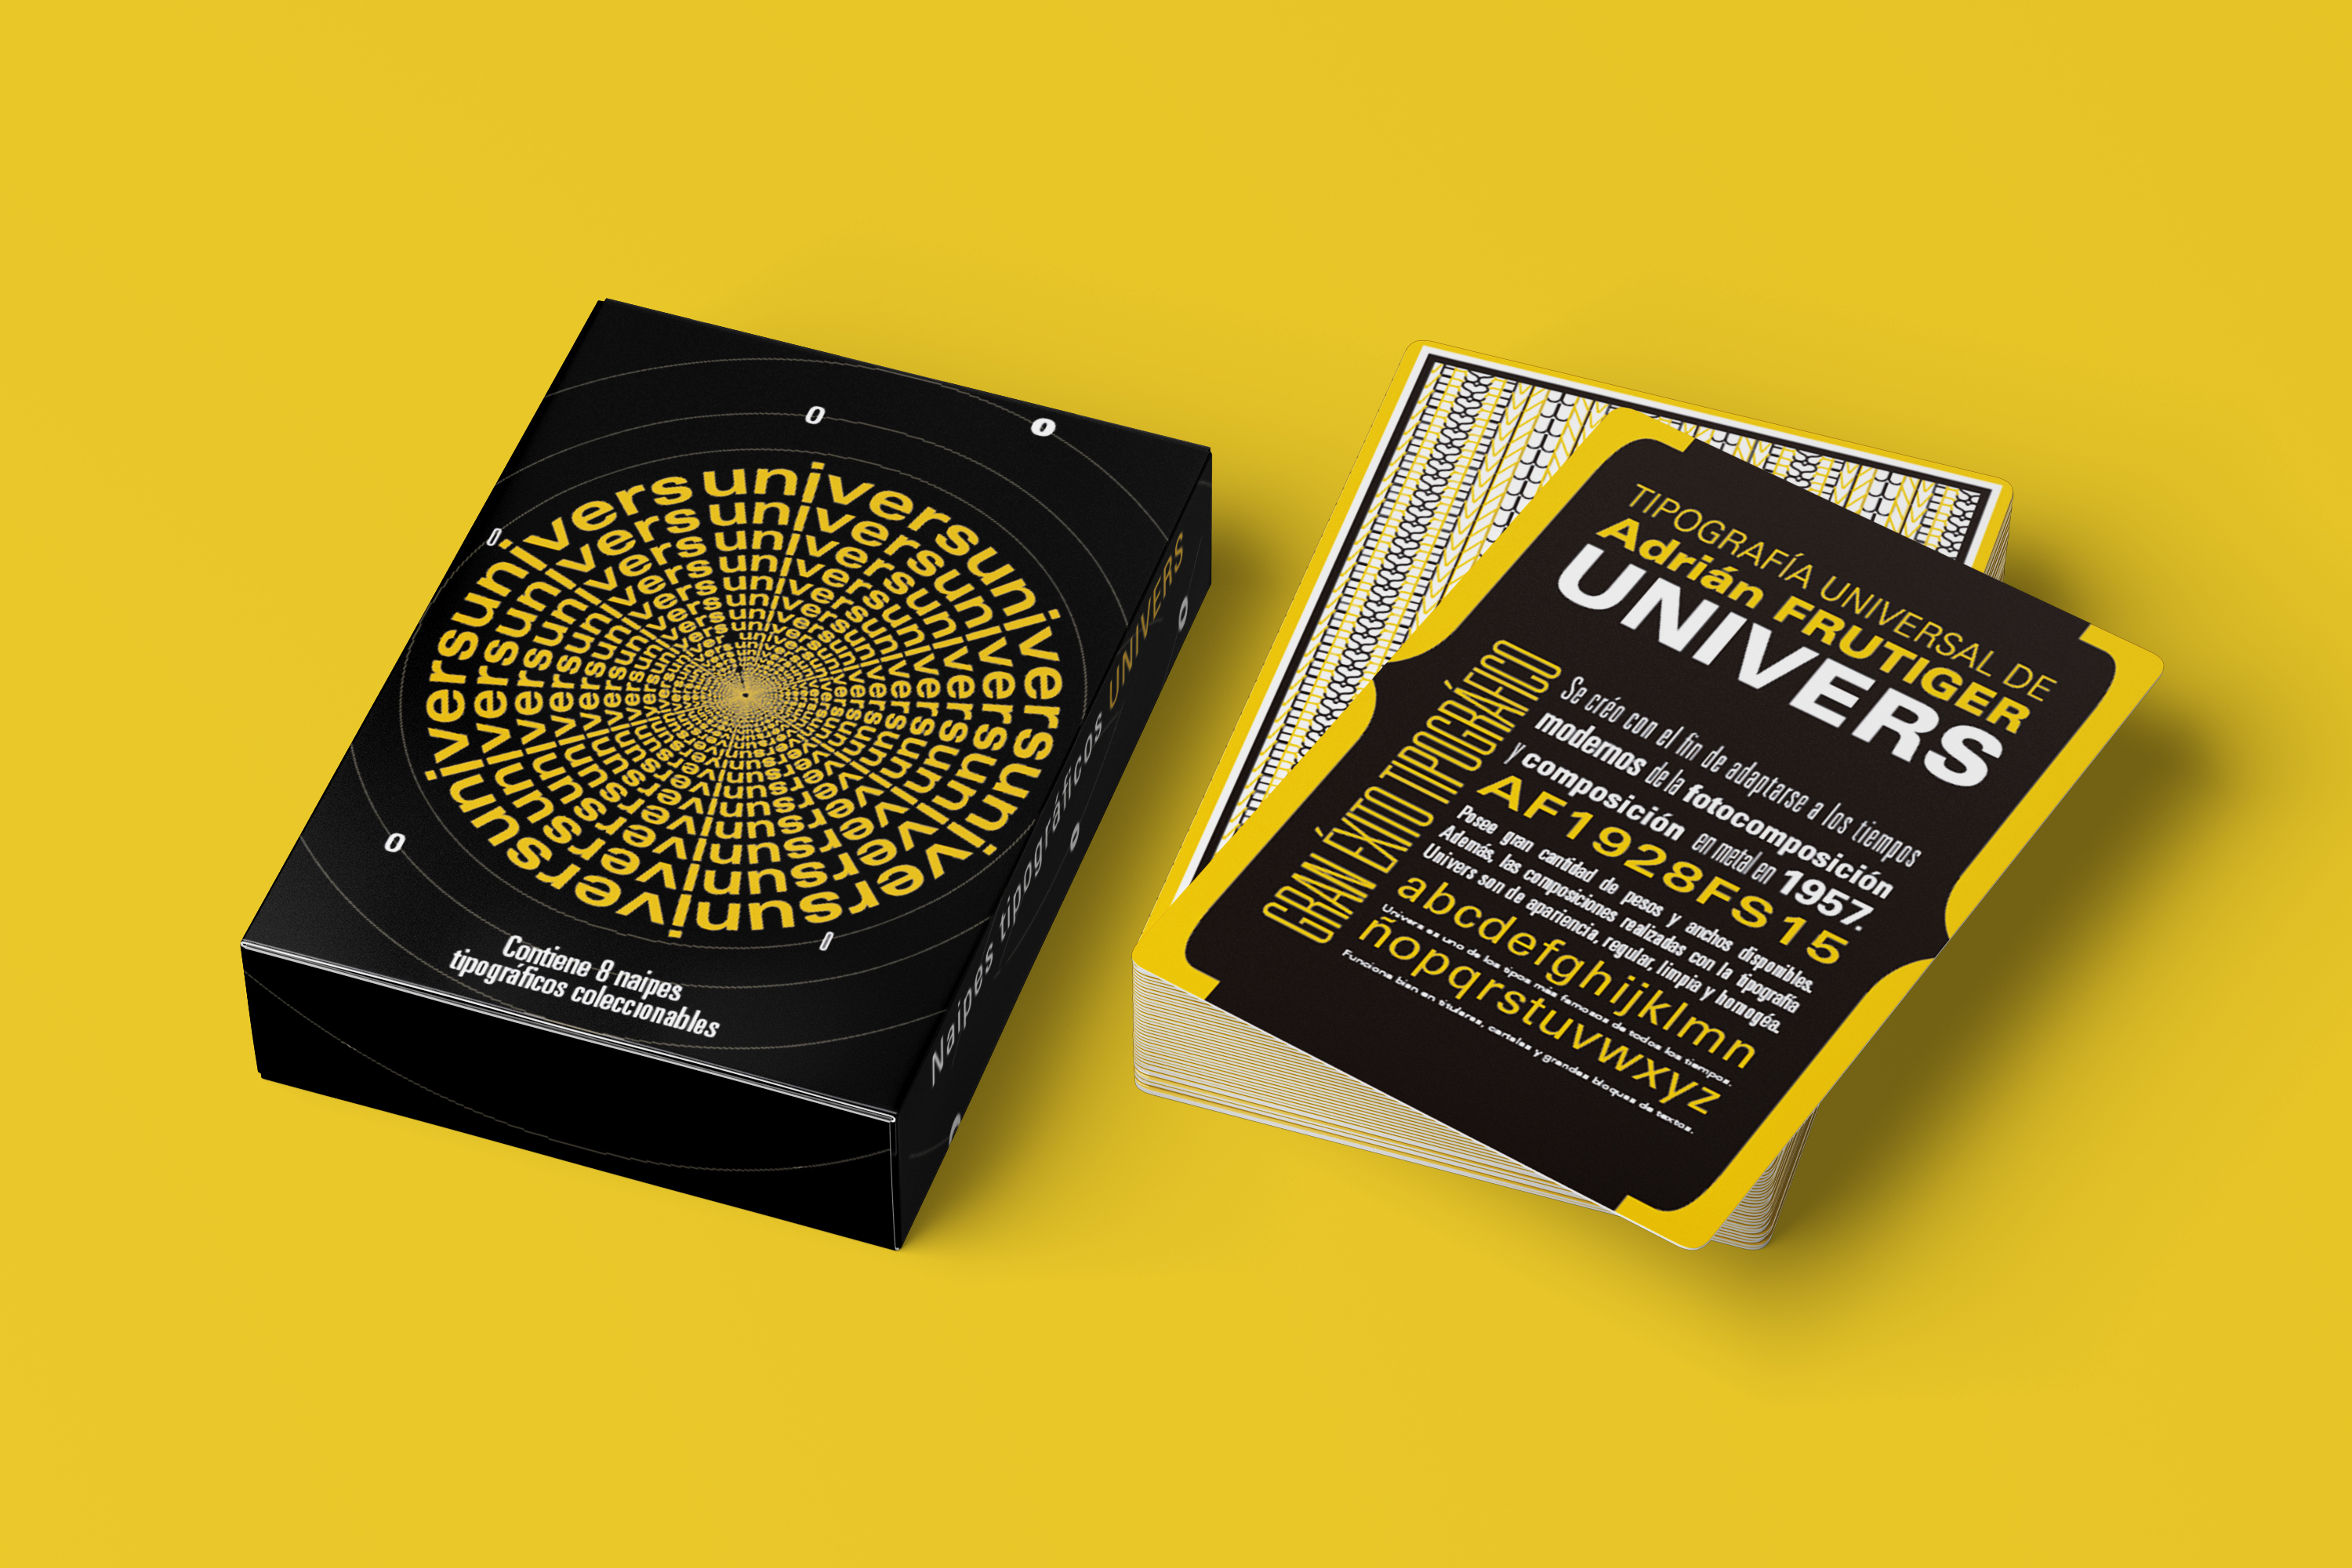 universuniversuniversuniversuniversunivers
Contiene 8 naipes
tipográficos coleccionables
Naipes tipográficos UNIVERS
TIPOGRAFÍA UNIVERSAL DE
Adrián FRUTIGER
UNIVERS
GRAN ÉXITO TIPOGRÁFICO
Se créo con el fin de adaptarse a los tiempos
modernos de la fotocomposición
y composición en metal en 1957.
AF1928FS15
Posee gran cantidad de pesos y anchos disponibles.
Además, las composiciones realizadas con la tipografía
Univers son de apariencia, regular, limpia y homogéa.
abcdefghijklmn
Univers es uno de los tipos más famosos de todos los tiempos.
ñopqrstuvwxyz
Funciona bien en titulares, carteles y grandes bloques de textos.